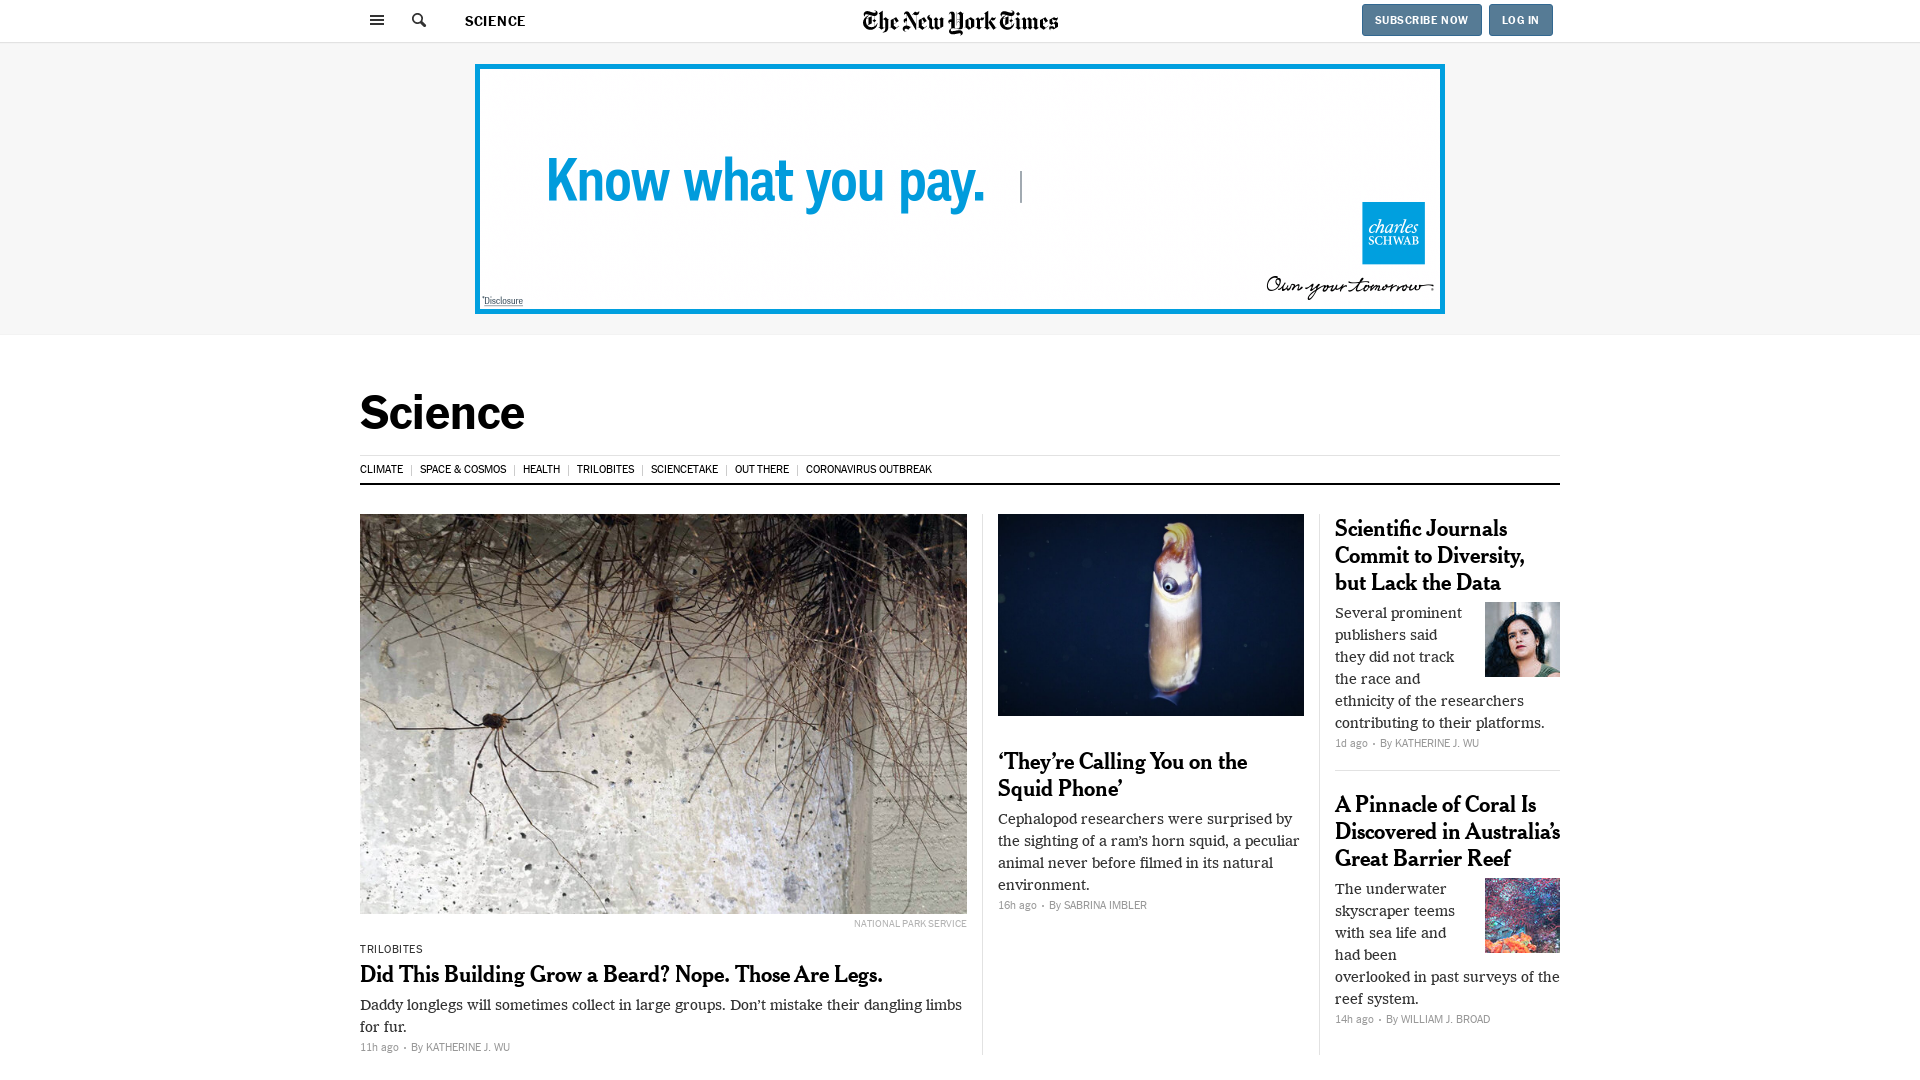 SCIENCE
The New York Times
SUBSCRIBE NOW
LOG IN
Know what you pay.
charles
SCHWAB
Own your tomorrow
*Disclosure
Science
CLIMATE
SPACE & COSMOS
HEALTH
TRILOBITES
SCIENCETAKE
OUT THERE
CORONAVIRUS OUTBREAK
NATIONAL PARK SERVICE
TRILOBITES
Did This Building Grow a Beard? Nope. Those Are Legs.
Daddy longlegs will sometimes collect in large groups. Don’t mistake their dangling limbs
for fur.
11h ago • By KATHERINE J. WU
‘They’re Calling You on the
Squid Phone’
Cephalopod researchers were surprised by
the sighting of a ram’s horn squid, a peculiar
animal never before filmed in its natural
environment.
16h ago • By SABRINA IMBLER
Scientific Journals
Commit to Diversity,
but Lack the Data
Several prominent
publishers said
they did not track
the race and
ethnicity of the researchers
contributing to their platforms.
1d ago • By KATHERINE J. WU
A Pinnacle of Coral Is
Discovered in Australia’s
Great Barrier Reef
The underwater
skyscraper teems
with sea life and
had been
overlooked in past surveys of the
reef system.
14h ago • By WILLIAM J. BROAD